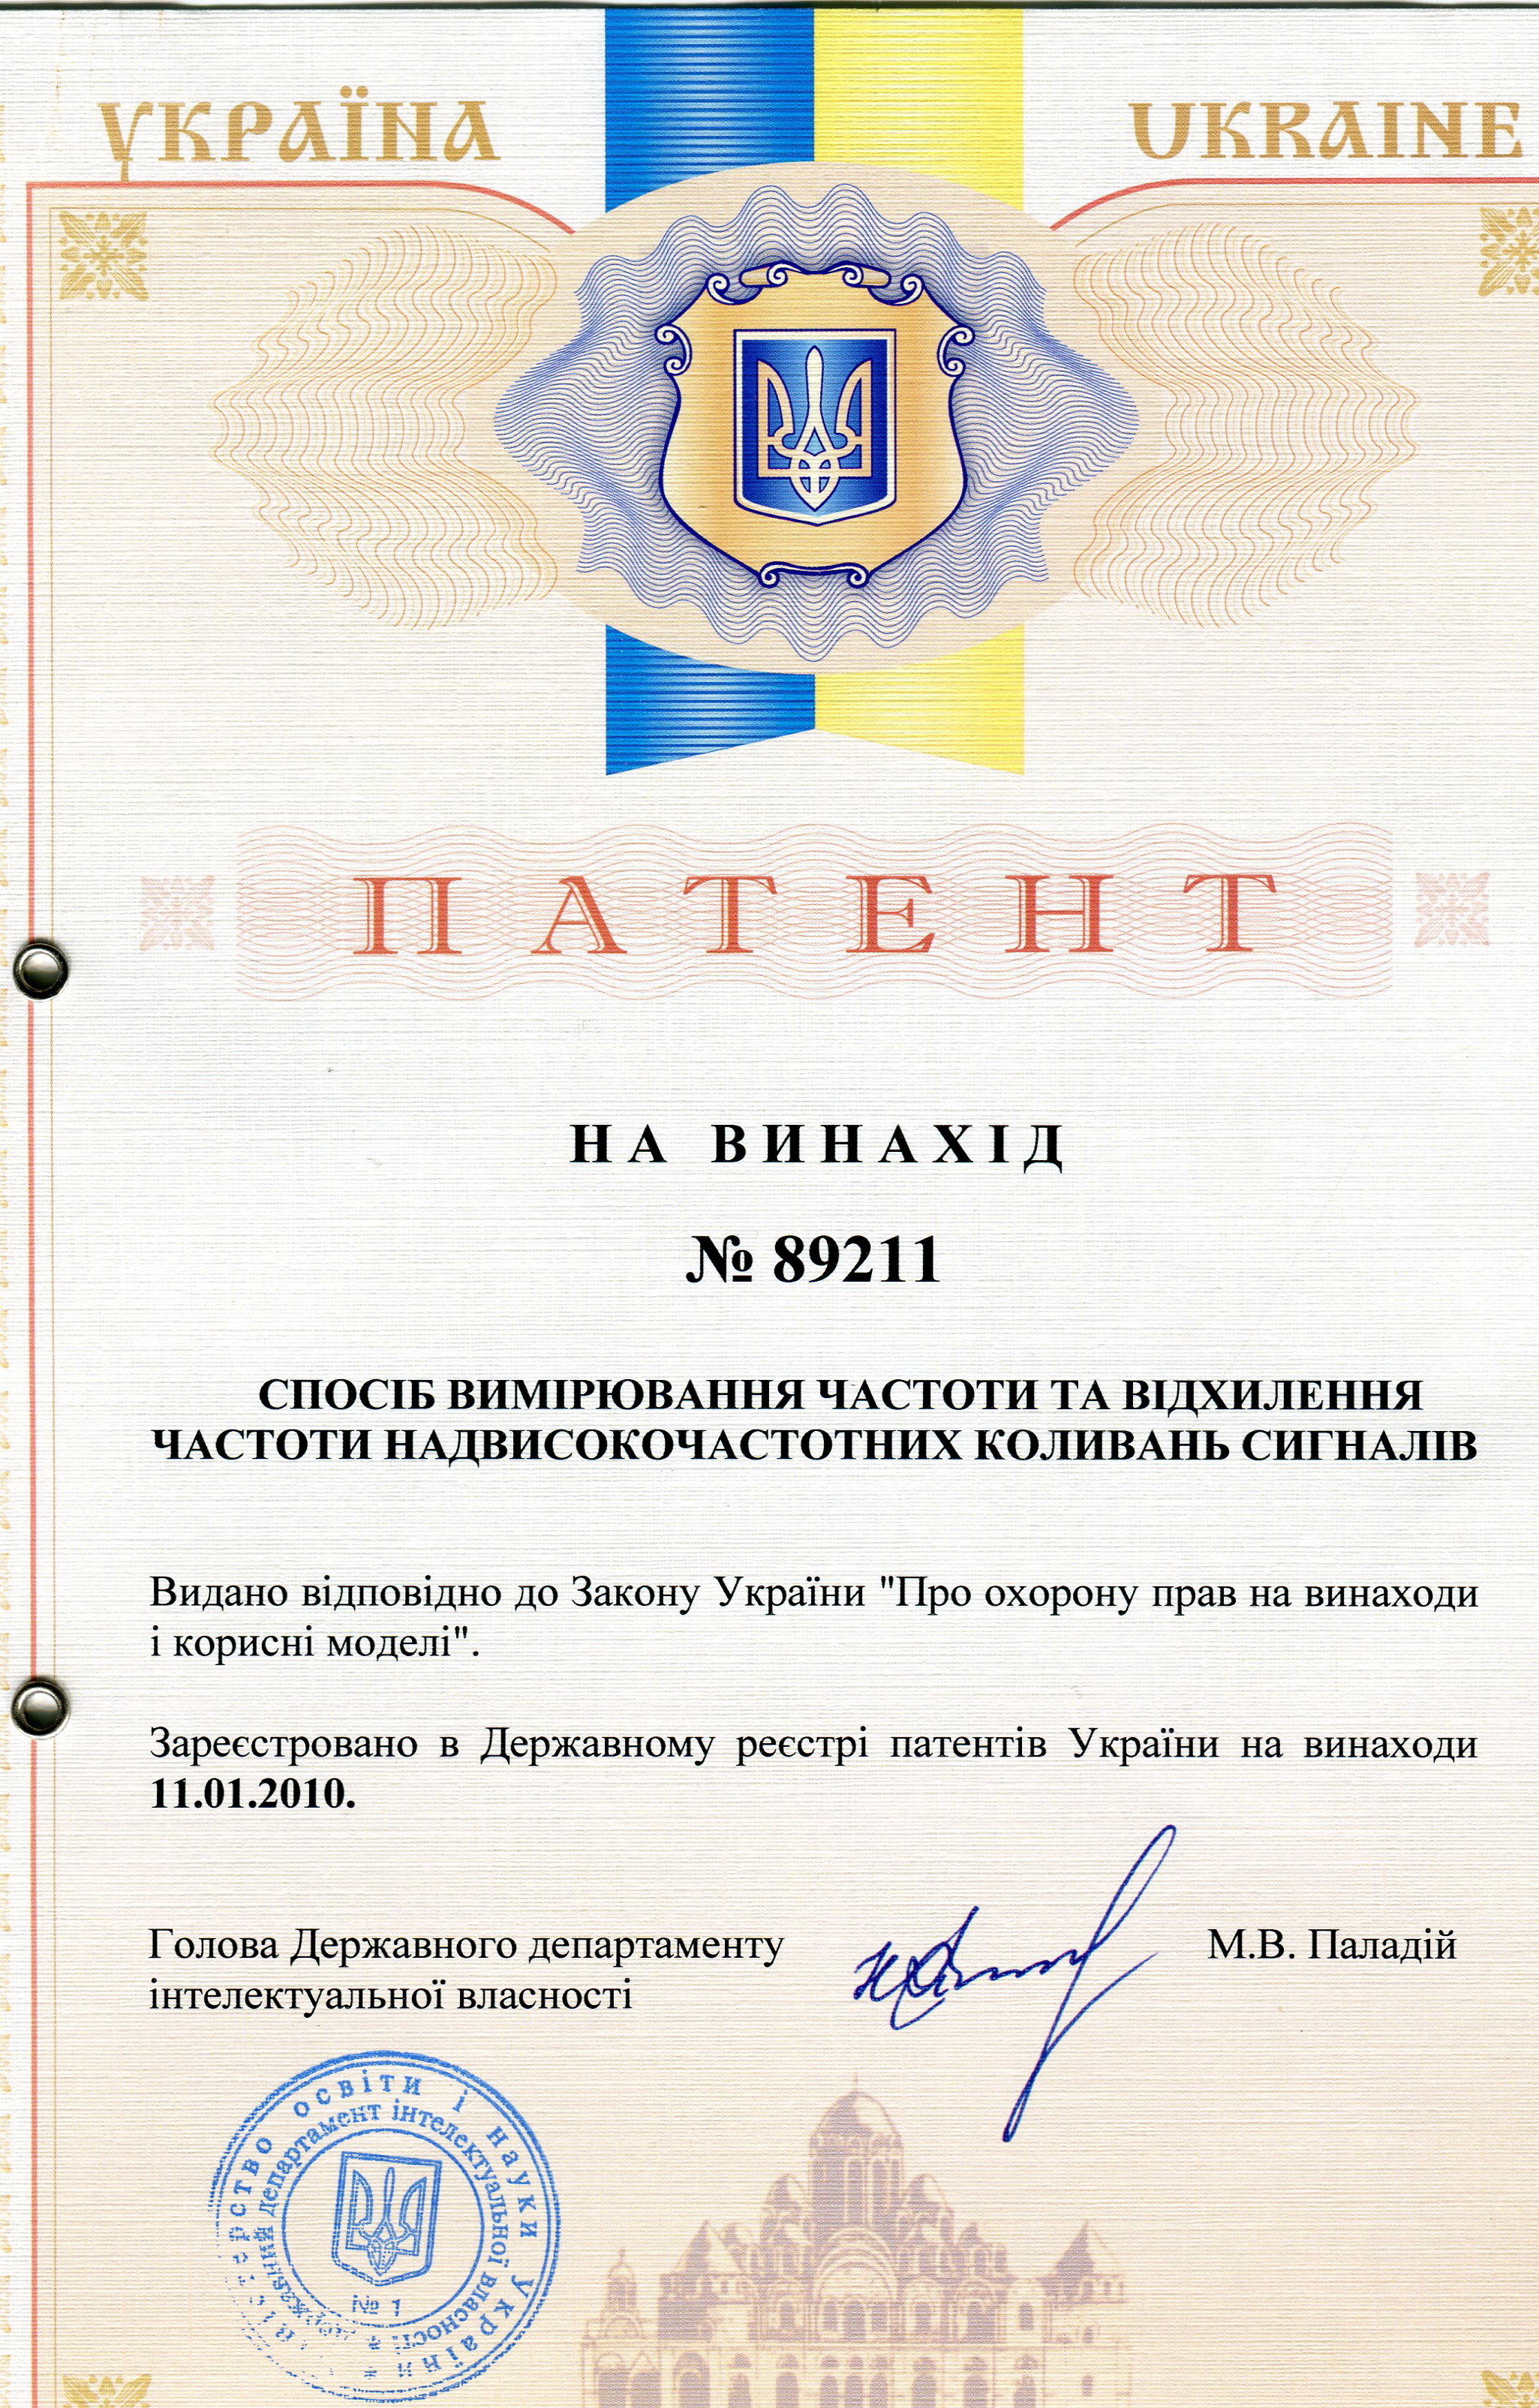 УКРАЇНА
UKRAINE
ПАТЕНТ
НА ВИНАХІД
№ 89211
СПОСІБ ВИМІРЮВАННЯ ЧАСТОТИ ТА ВІДХИЛЕННЯ
ЧАСТОТИ НАДВИСОКОЧАСТОТНИХ КОЛИВАНЬ СИГНАЛІВ
Видано відповідно до Закону України "Про охорону прав на винаходи
і корисні моделі".
Зареєстровано в Державному реєстрі патентів України на винаходи
11.01.2010.
Голова Державного департаменту
інтелектуальної власності
М.В. Паладій
освіти і науки України *
департамент інтелектуальної власності *
№ 1